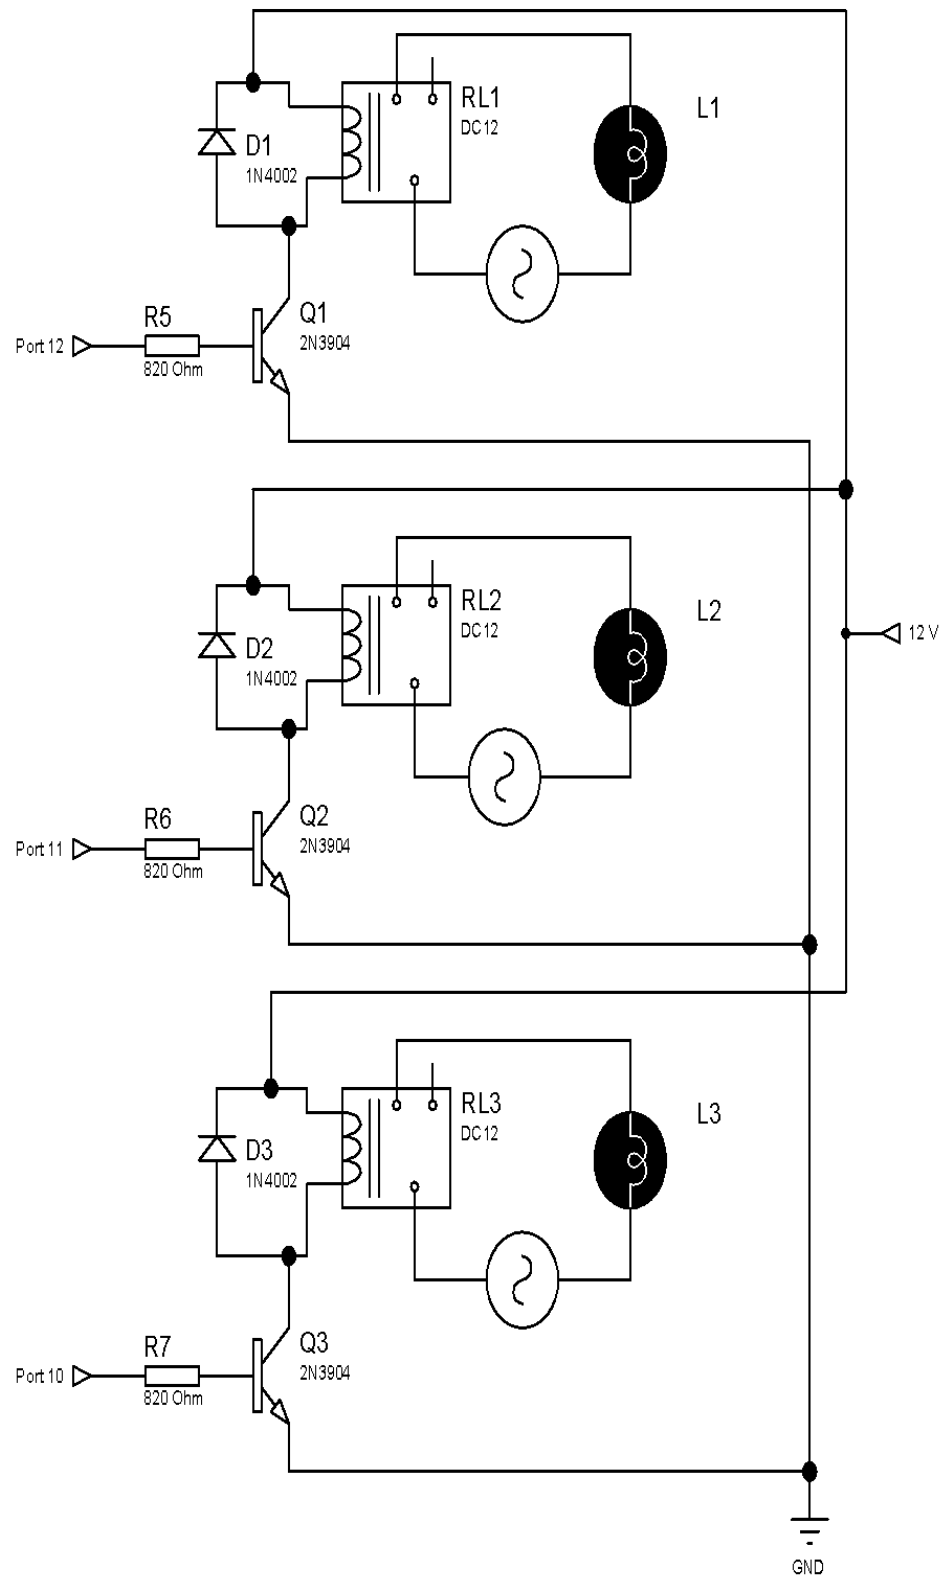 RL1
DC12
L1
D1
1N4002
Q1
2N3904
R5
Port 12
820 Ohm
RL2
DC12
L2
12 V
D2
1N4002
Q2
2N3904
R6
Port 11
820 Ohm
RL3
DC12
L3
D3
1N4002
Q3
2N3904
R7
Port 10
820 Ohm
GND